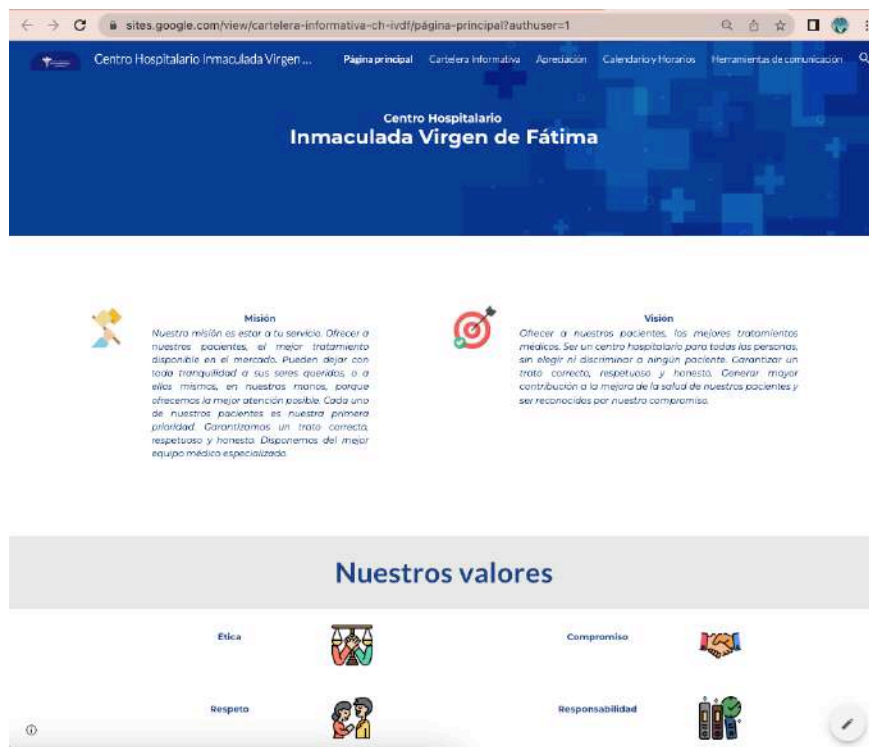 sites.google.com/view/cartelera-informativa-ch-ivdf/página-principal?authuser=1
Centro Hospitalario Inmaculada Virgen ...
Página principal
Cartelera Informativa
Apreciación
Calendario y Horarios
Herramientas de comunicación
Centro Hospitalario
Inmaculada Virgen de Fátima
Misión
Nuestra misión es estar a tu servicio. Ofrecer a
nuestros pacientes, el mejor tratamiento
disponible en el mercado. Pueden dejar con
toda tranquilidad a sus seres queridos, o a
ellos mismos, en nuestras manos, porque
ofrecemos la mejor atención posible. Cada uno
de nuestros pacientes es nuestra primera
prioridad. Garantizamos un trato correcto,
respetuoso y honesto. Disponemos del mejor
equipo médico especializado.
Visión
Ofrecer a nuestros pacientes, los mejores tratamientos
médicos. Ser un centro hospitalario para todas las personas,
sin elegir ni discriminar a ningún paciente. Garantizar un
trato correcto, respetuoso y honesto. Generar mayor
contribución a la mejora de la salud de nuestros pacientes y
ser reconocidos por nuestro compromiso.
Nuestros valores
Ética
Compromiso
Respeto
Responsabilidad